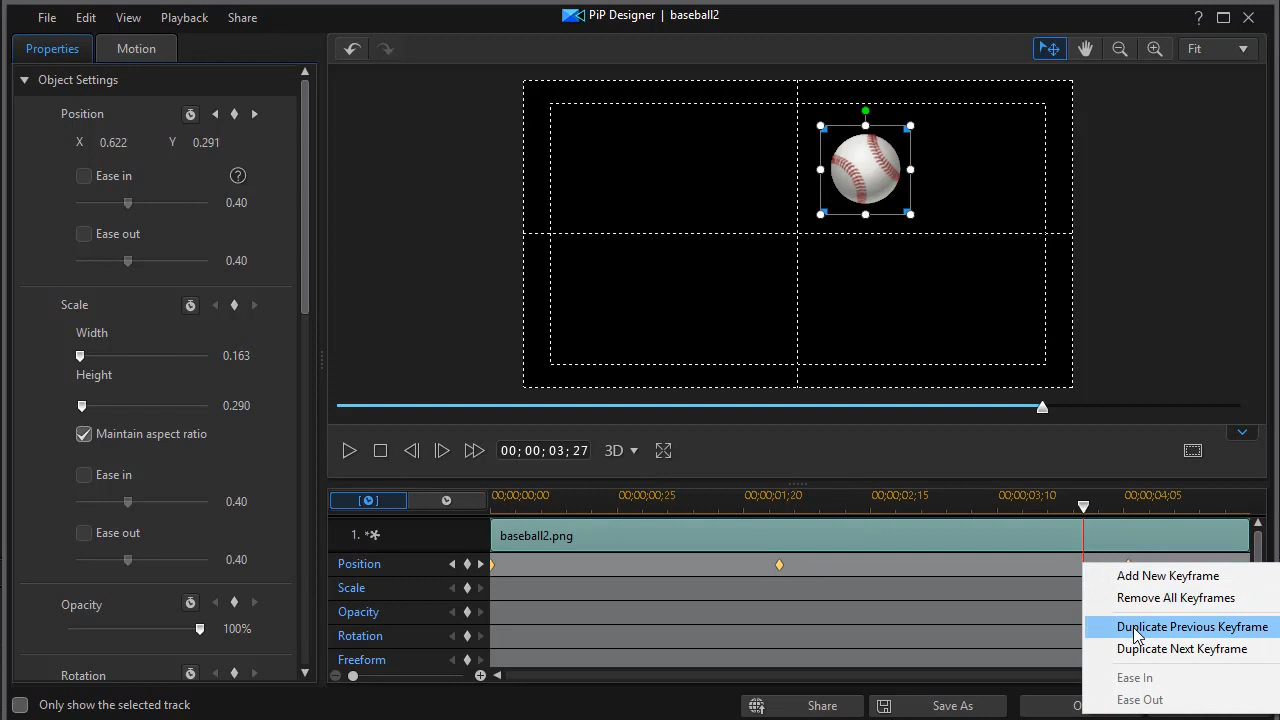 File Edit View Playback Share
PiP Designer | baseball2
?
Properties Motion
Fit
Object Settings
Position
X 0.622 Y 0.291
Ease in ?
0.40
Ease out
0.40
Scale
Width
0.163
Height
0.290
Maintain aspect ratio
Ease in
0.40
Ease out
0.40
Opacity
100%
Rotation
00; 00; 03; 27 3D
00;00;00;00 00;00;00;25 00;00;01;20 00;00;02;15 00;00;03;10 00;00;04;05
1. *
baseball2.png
Position
Scale
Opacity
Rotation
Freeform
Add New Keyframe
Remove All Keyframes
Duplicate Previous Keyframe
Duplicate Next Keyframe
Ease In
Ease Out
Only show the selected track
Share Save As